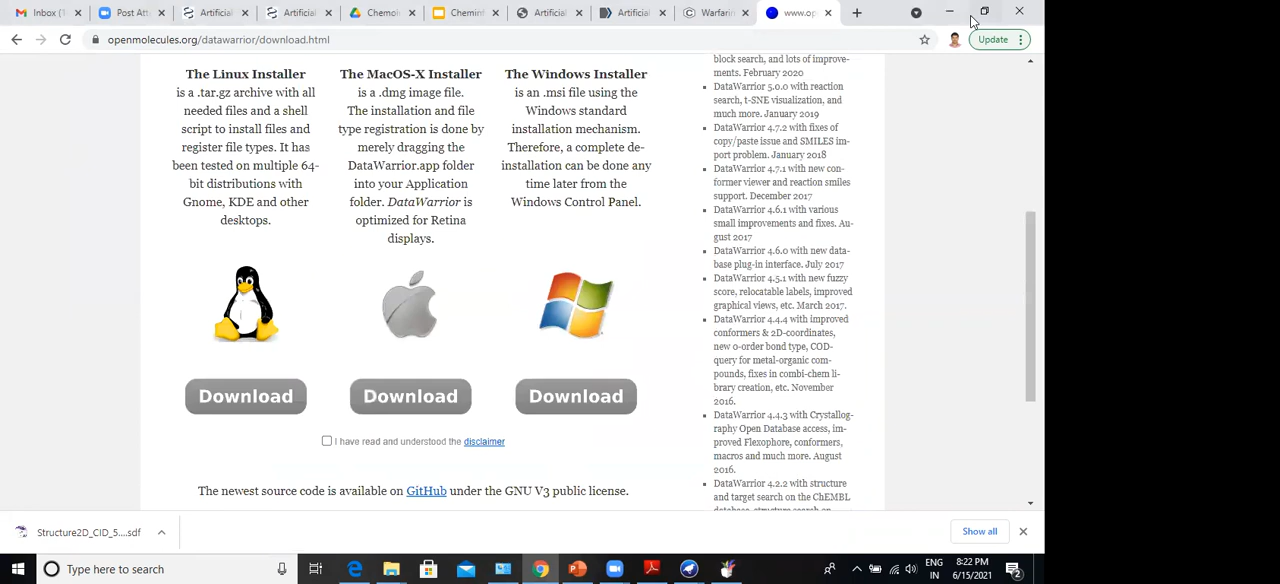 Inbox (1
Post Att
Artificial
Artificial
Chemoi
Chemint
Artificial
Artificial
Warfarin
www.op
openmolecules.org/datawarrior/download.html
Update
The Linux Installer
is a .tar.gz archive with all
needed files and a shell
script to install files and
register file types. It has
been tested on multiple 64-
bit distributions with
Gnome, KDE and other
desktops.
The MacOS-X Installer
is a .dmg image file.
The installation and file
type registration is done by
merely dragging the
DataWarrior.app folder
into your Application
folder. DataWarrior is
optimized for Retina
displays.
The Windows Installer
is an .msi file using the
Windows standard
installation mechanism.
Therefore, a complete de-
installation can be done any
time later from the
Windows Control Panel.
Download
Download
Download
I have read and understood the disclaimer
The newest source code is available on GitHub under the GNU V3 public license.
block search, and lots of improve-
ments. February 2020
DataWarrior 5.0.0 with reaction
search, t-SNE visualization, and
much more. January 2019
DataWarrior 4.7.2 with fixes of
copy/paste issue and SMILES im-
port problem. January 2018
DataWarrior 4.7.1 with new con-
former viewer and reaction smiles
support. December 2017
DataWarrior 4.6.1 with various
small improvements and fixes. Au-
gust 2017
DataWarrior 4.6.0 with new data-
base plug-in interface. July 2017
DataWarrior 4.5.1 with new fuzzy
score, relocatable labels, improved
graphical views, etc. March 2017.
DataWarrior 4.4.4 with improved
conformers & 2D-coordinates,
new 0-order bond type, COD-
query for metal-organic com-
pounds, fixes in combi-chem li-
brary creation, etc. November
2016.
DataWarrior 4.4.3 with Crystallog-
raphy Open Database access, im-
proved Flexophore, conformers,
macros and much more. August
2016.
DataWarrior 4.2.2 with structure
and target search on the ChEMBL
database, structure search on
Structure2D_CID_5....sdf
Show all
Type here to search
ENG
IN
8:22 PM
6/15/2021
2